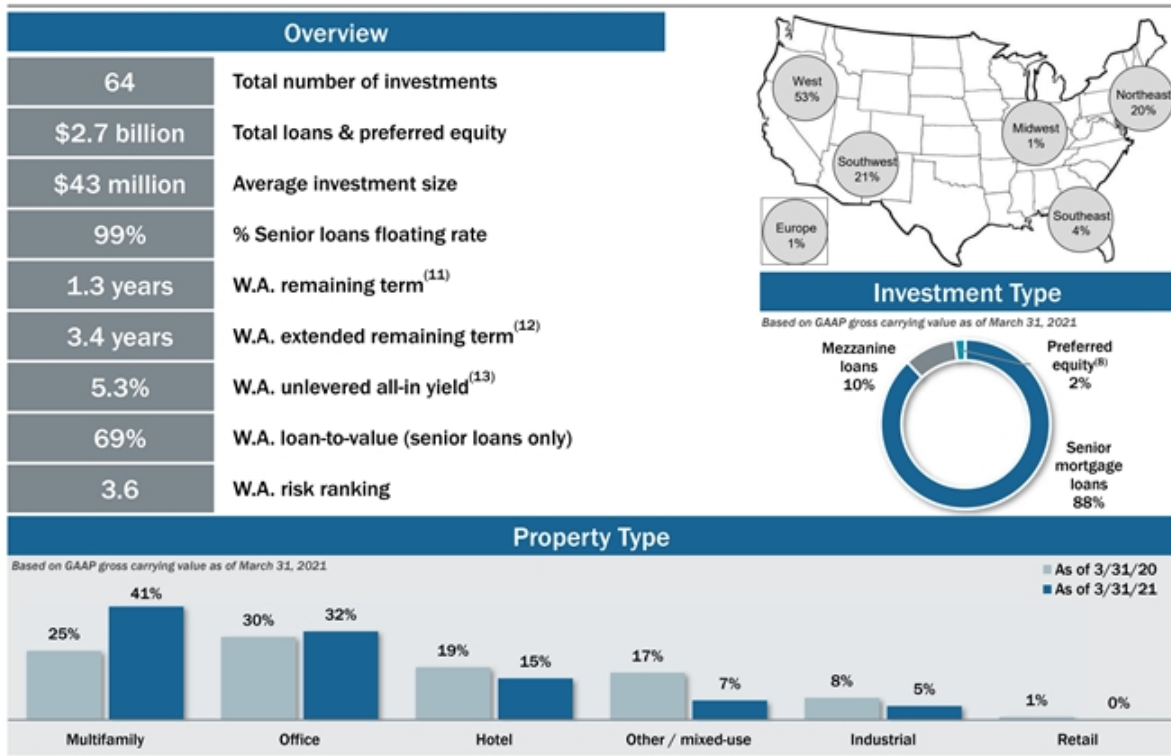 Overview
64 Total number of investments
$2.7 billion Total loans & preferred equity
$43 million Average investment size
99% % Senior loans floating rate
1.3 years W.A. remaining term(11)
3.4 years W.A. extended remaining term(12)
5.3% W.A. unlevered all-in yield(13)
69% W.A. loan-to-value (senior loans only)
3.6 W.A. risk ranking
West
53%
Northeast
20%
Midwest
1%
Southwest
21%
Southeast
4%
Europe
1%
Investment Type
Based on GAAP gross carrying value as of March 31, 2021
Mezzanine
loans
10%
Preferred
equity(8)
2%
Senior
mortgage
loans
88%
Property Type
Based on GAAP gross carrying value as of March 31, 2021
As of 3/31/20
As of 3/31/21
25% 41% 30% 32% 19% 15% 17% 7% 8% 5% 1% 0%
Multifamily Office Hotel Other / mixed-use Industrial Retail